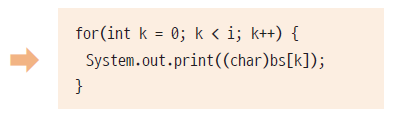 for(int k = 0; k < i; k++) {
System.out.print((char)bs[k]);
}